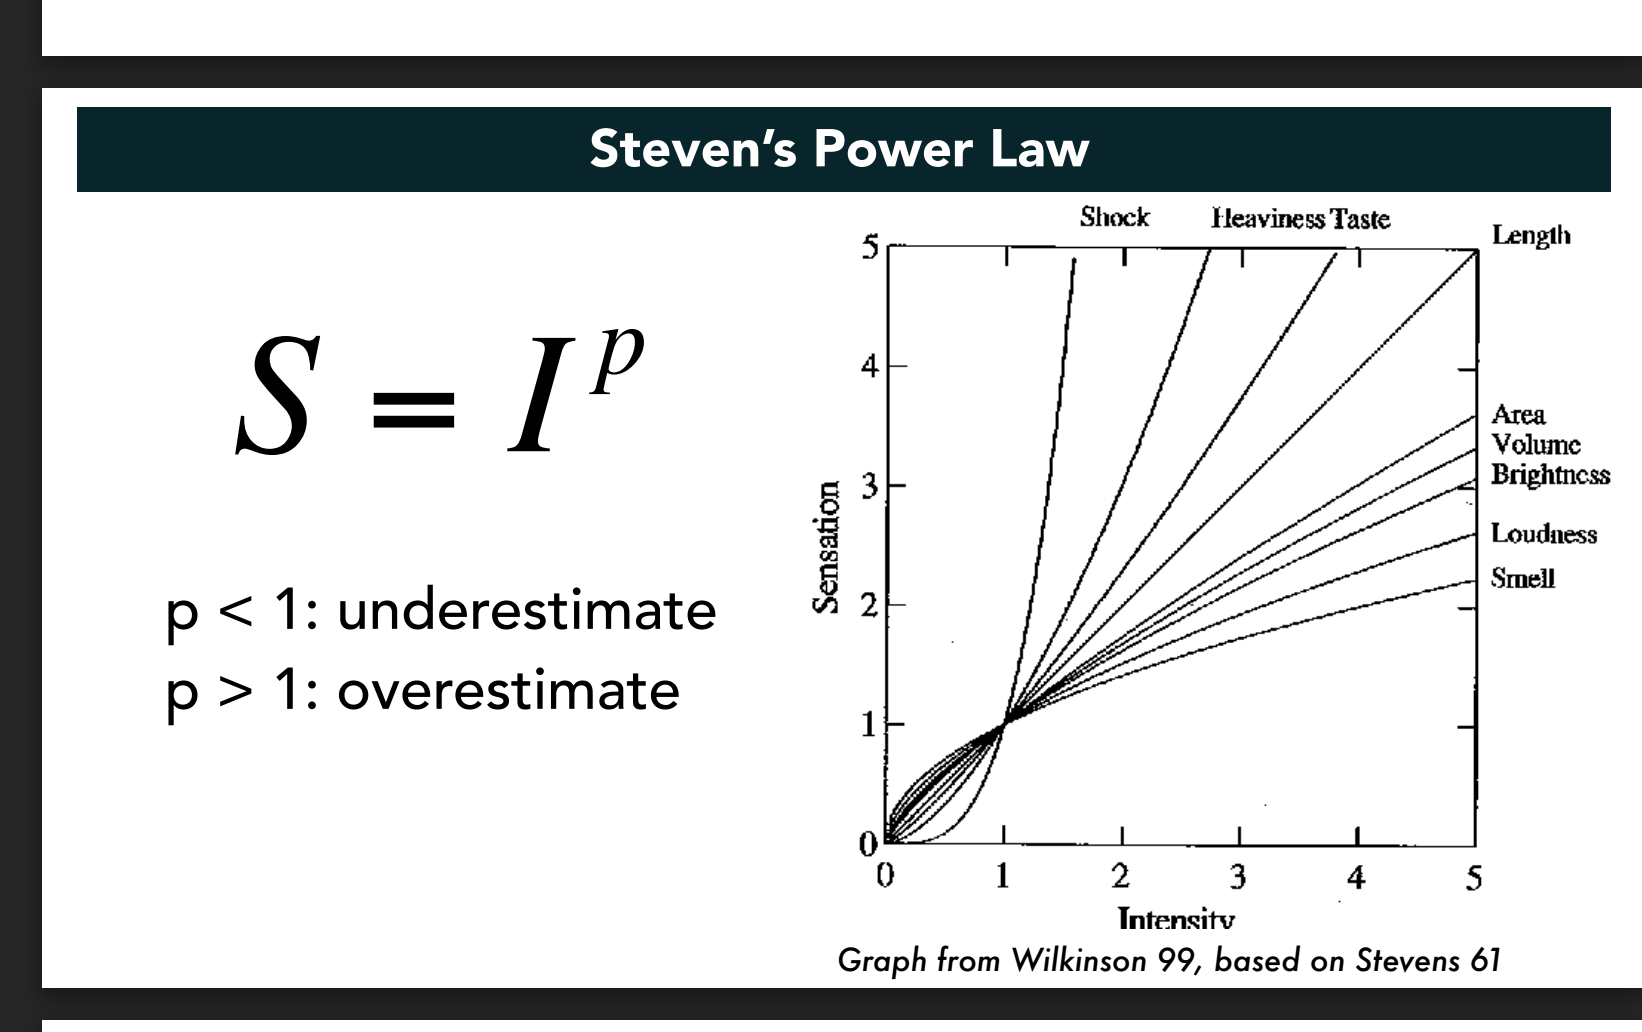 Steven's Power Law
S = I^p
p < 1: underestimate
p > 1: overestimate
Shock Heaviness Taste
Length
Area
Volume
Brightness
Loudness
Smell
Sensation
5
4
3
2
1
0
0 1 2 3 4 5
Intensity
Graph from Wilkinson 99, based on Stevens 61